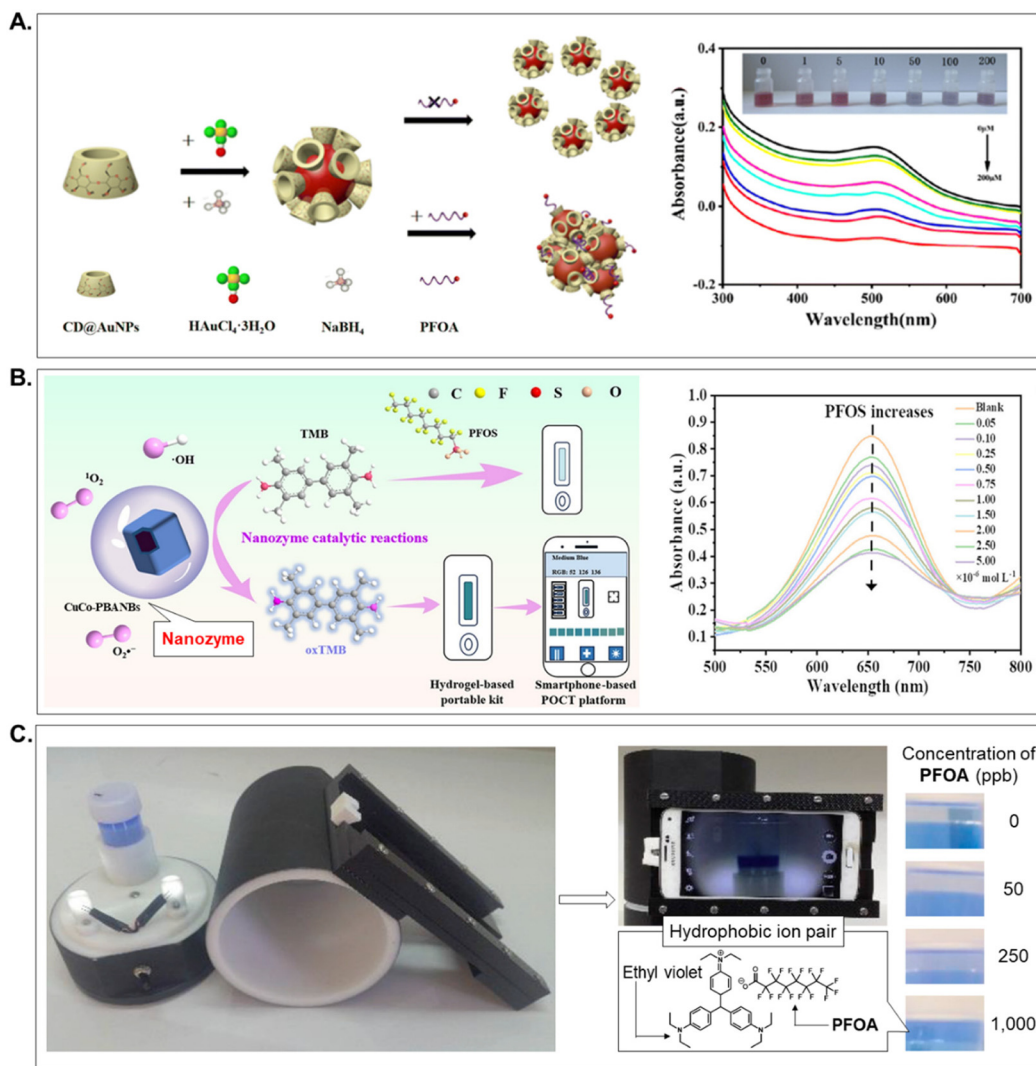 A.
CD@AuNPs
HAuCl4·3H2O
NaBH4
PFOA
+
+
+
Absorbance(a.u.)
0.4
0.2
0.0
-0.2
0 1 5 10 50 100 200
0μM
200μM
300 400 500 600 700
Wavelength(nm)
B.
C F S O
PFOS
TMB
·OH
¹O₂
Nanozyme catalytic reactions
CuCo-PBANBs
Nanozyme
O₂•⁻
oxTMB
Hydrogel-based
portable kit
Medium Blue
RGB: 52 126 136
Smartphone-based
POCT platform
PFOS increases
Absorbance (a.u.)
1.0
0.9
0.8
0.7
0.6
0.5
0.4
0.3
0.2
0.1
Blank
0.05
0.10
0.25
0.50
0.75
1.00
1.50
2.00
2.50
5.00
×10⁻⁶ mol L⁻¹
500 550 600 650 700 750 800
Wavelength (nm)
C.
Concentration of
PFOA (ppb)
0
50
250
1,000
Hydrophobic ion pair
Ethyl violet
PFOA